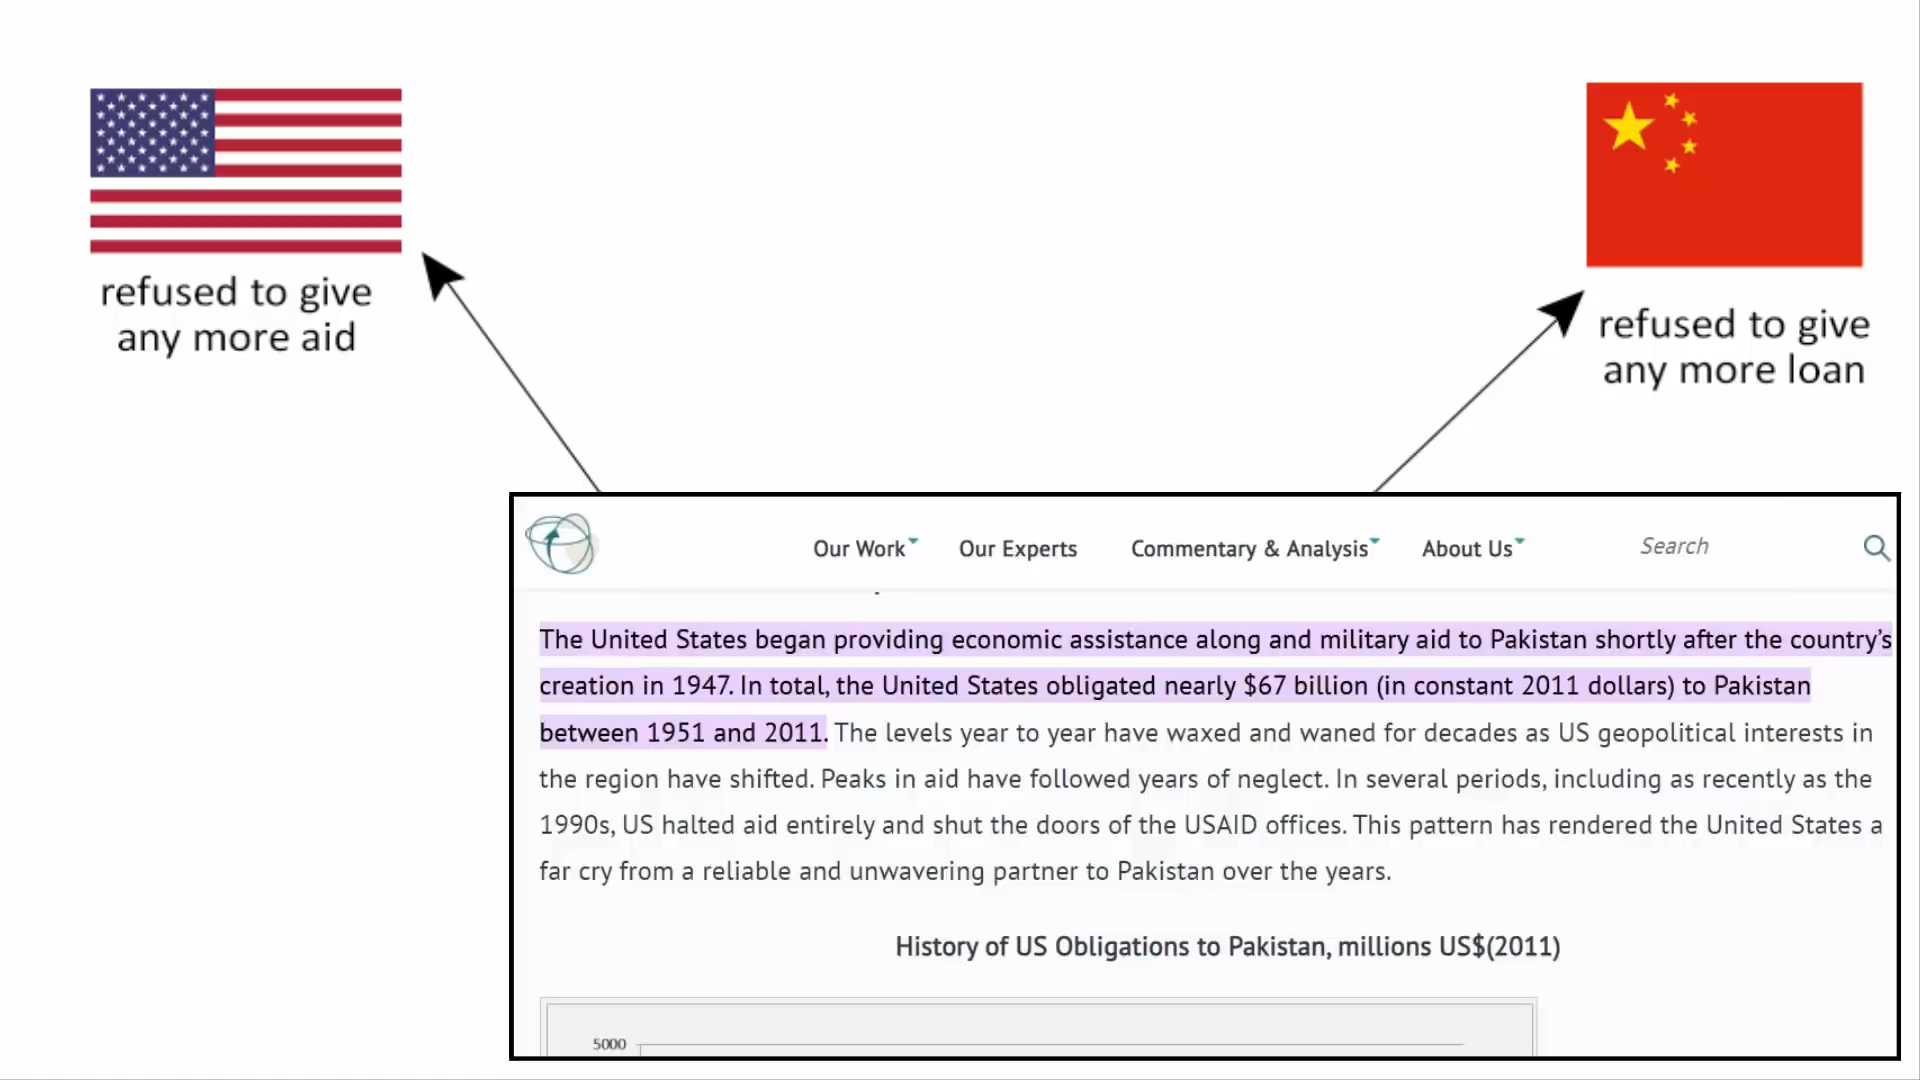 refused to give
any more aid
refused to give
any more loan
Our Work Our Experts Commentary & Analysis About Us Search
The United States began providing economic assistance along and military aid to Pakistan shortly after the country’s
creation in 1947. In total, the United States obligated nearly $67 billion (in constant 2011 dollars) to Pakistan
between 1951 and 2011. The levels year to year have waxed and waned for decades as US geopolitical interests in
the region have shifted. Peaks in aid have followed years of neglect. In several periods, including as recently as the
1990s, US halted aid entirely and shut the doors of the USAID offices. This pattern has rendered the United States a
far cry from a reliable and unwavering partner to Pakistan over the years.
History of US Obligations to Pakistan, millions US$(2011)
5000